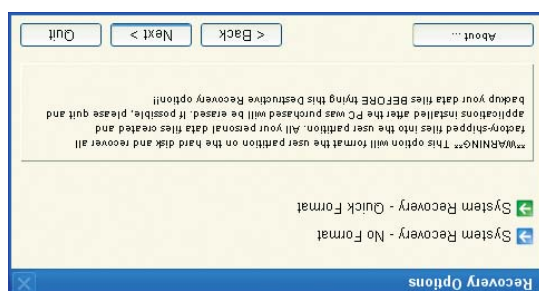 Recovery Options
System Recovery - No Format
System Recovery - Quick Format
**WARNING** This option will format the user partition on the hard disk and recover all
factory-shipped files into the user partition. All your personal data files created and
applications installed after the PC was purchased will be erased. If possible, please quit and
backup your data files BEFORE trying this Destructive Recovery option!!
About ...
< Back
Next >
Quit